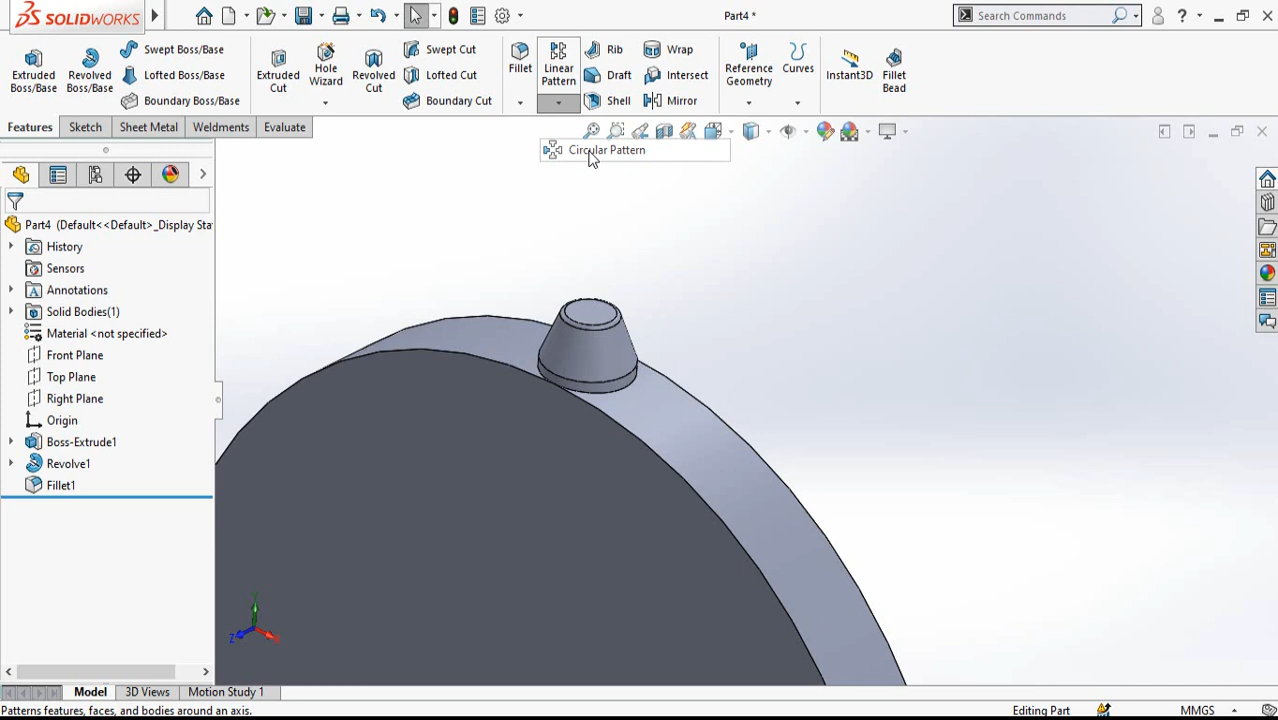 SOLIDWORKS
Part4 *
Search Commands
Extruded Boss/Base
Revolved Boss/Base
Swept Boss/Base
Lofted Boss/Base
Boundary Boss/Base
Extruded Cut
Hole Wizard
Revolved Cut
Swept Cut
Lofted Cut
Boundary Cut
Fillet
Linear Pattern
Rib
Draft
Shell
Wrap
Intersect
Mirror
Reference Geometry
Curves
Instant3D
Fillet Bead
Features
Sketch
Sheet Metal
Weldments
Evaluate
Circular Pattern
Part4 (Default<<Default>_Display Sta
History
Sensors
Annotations
Solid Bodies(1)
Material <not specified>
Front Plane
Top Plane
Right Plane
Origin
Boss-Extrude1
Revolve1
Fillet1
Z
Model
3D Views
Motion Study 1
Patterns features, faces, and bodies around an axis.
Editing Part
MMGS